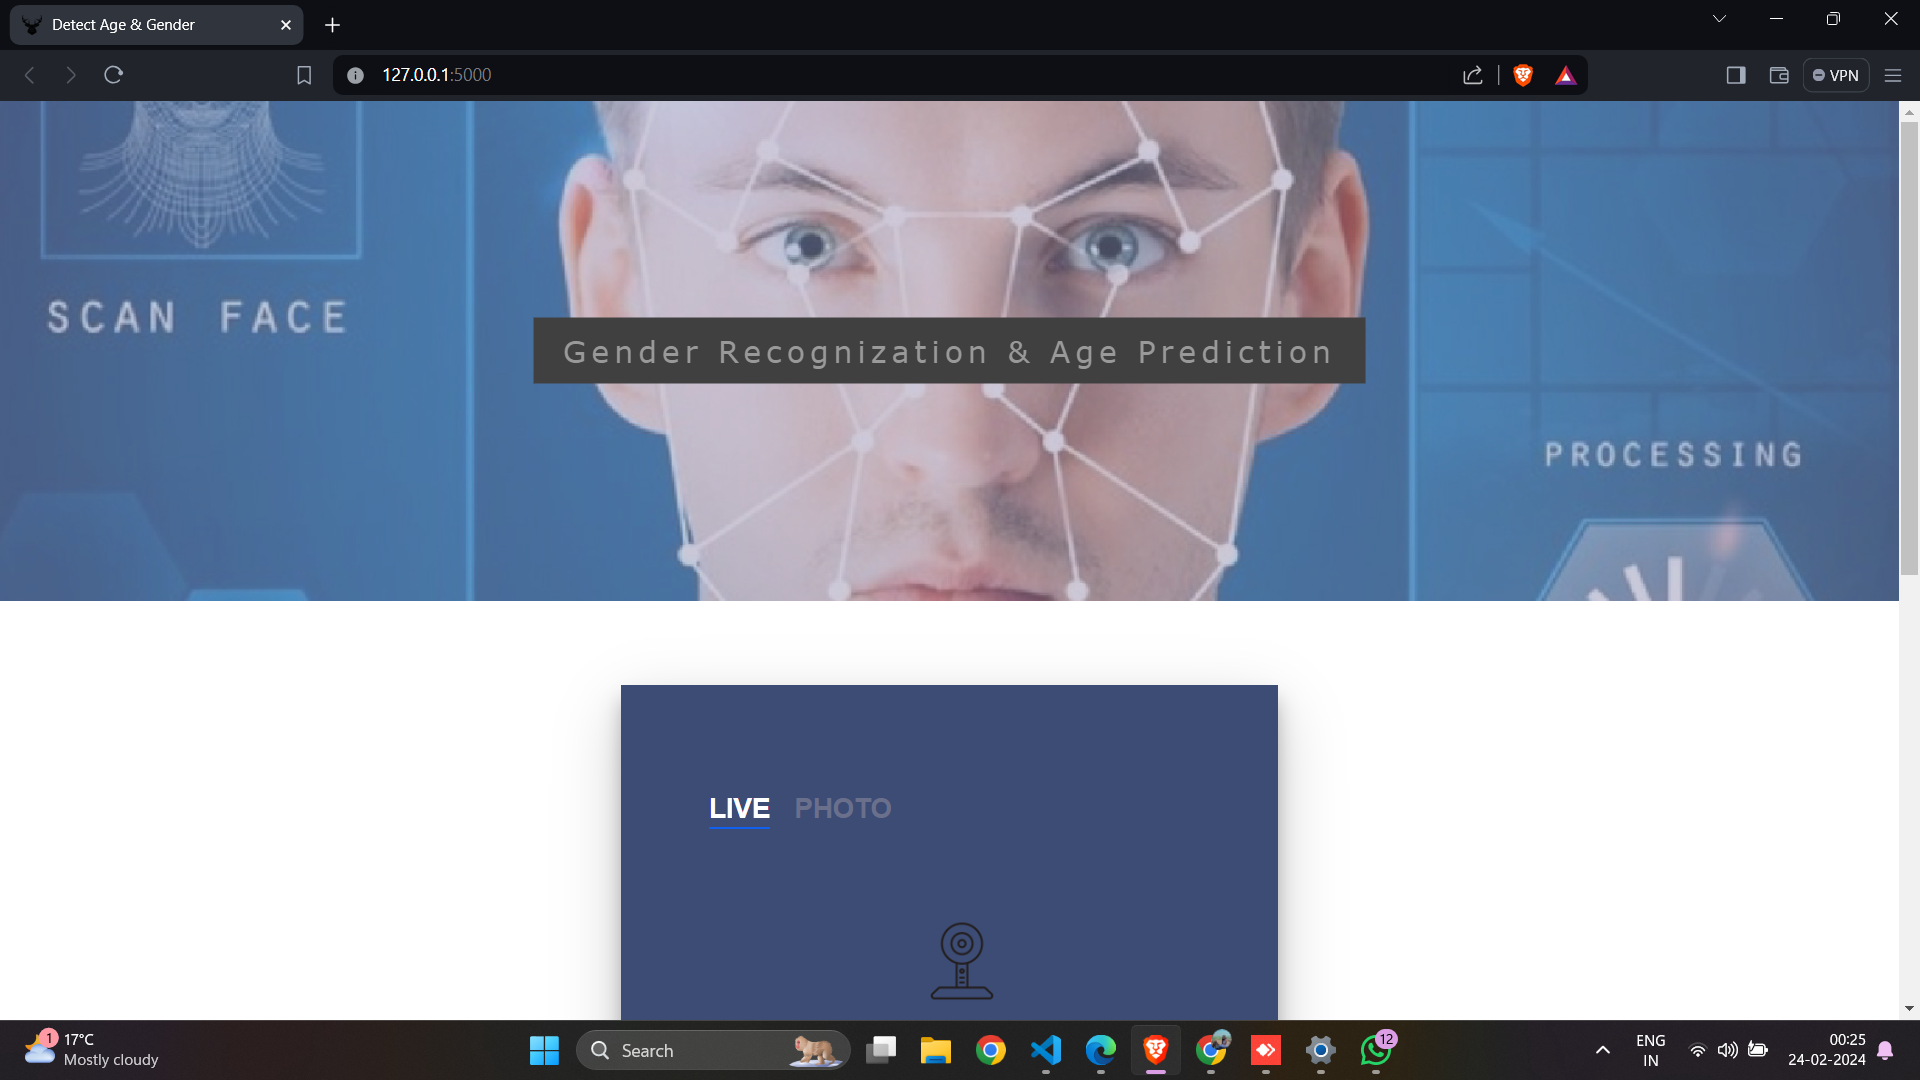 Detect Age & Gender
127.0.0.1:5000
VPN
SCAN FACE
Gender Recognization & Age Prediction
PROCESSING
LIVE PHOTO
1
17°C
Mostly cloudy
Search
12
ENG
IN
00:25
24-02-2024